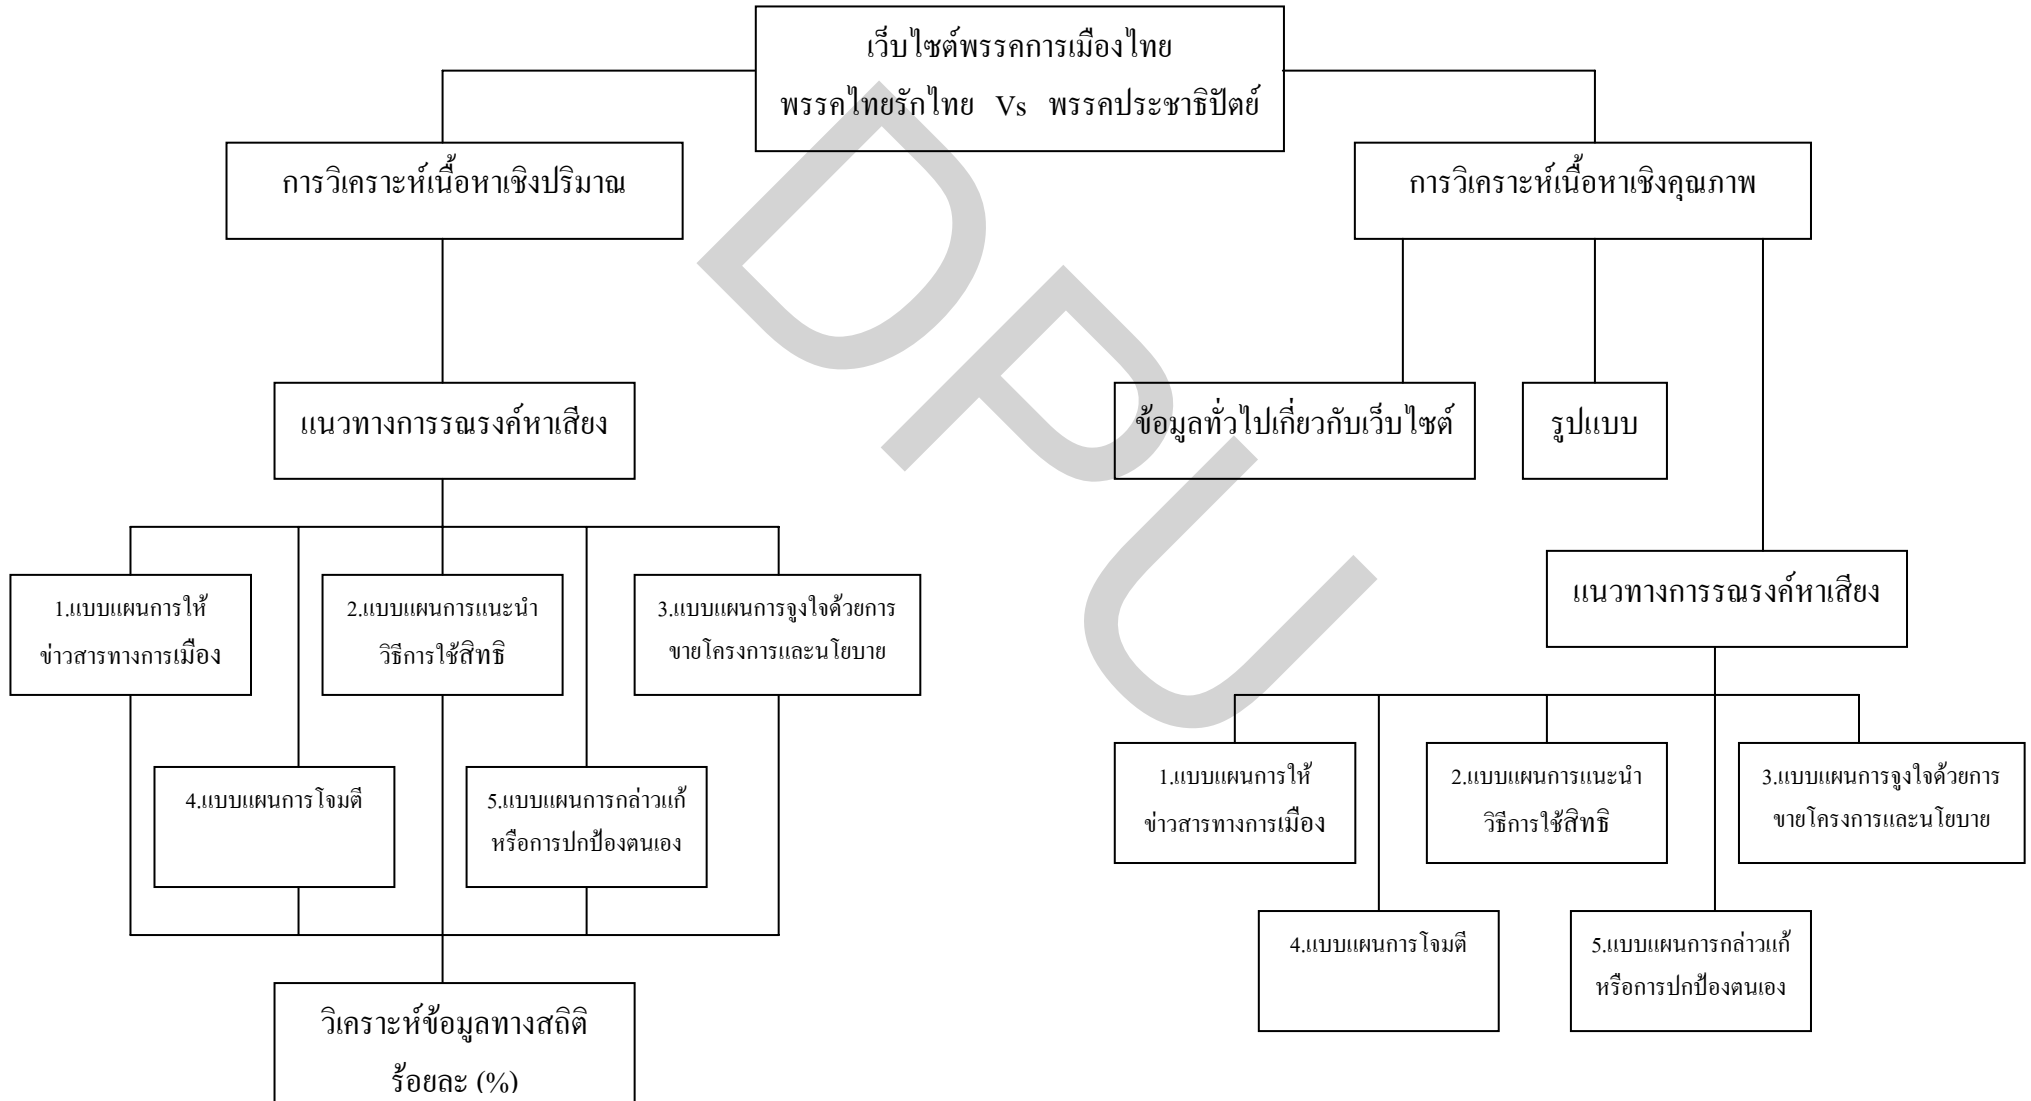 เว็บไซต์พรรคการเมืองไทย
พรรคไทยรักไทย Vs พรรคประชาธิปัตย์
การวิเคราะห์เนื้อหาเชิงปริมาณ
การวิเคราะห์เนื้อหาเชิงคุณภาพ
แนวทางการรณรงค์หาเสียง
ข้อมูลทั่วไปเกี่ยวกับเว็บไซต์
รูปแบบ
1.แบบแผนการให้
ข่าวสารทางการเมือง
2.แบบแผนการแนะนำ
วิธีการใช้สิทธิ
3.แบบแผนการจูงใจด้วยการ
ขายโครงการและนโยบาย
4.แบบแผนการโจมตี
5.แบบแผนการกล่าวแก้
หรือการปกป้องตนเอง
วิเคราะห์ข้อมูลทางสถิติ
ร้อยละ (%)
แนวทางการรณรงค์หาเสียง
1.แบบแผนการให้
ข่าวสารทางการเมือง
2.แบบแผนการแนะนำ
วิธีการใช้สิทธิ
3.แบบแผนการจูงใจด้วยการ
ขายโครงการและนโยบาย
4.แบบแผนการโจมตี
5.แบบแผนการกล่าวแก้
หรือการปกป้องตนเอง
DPU